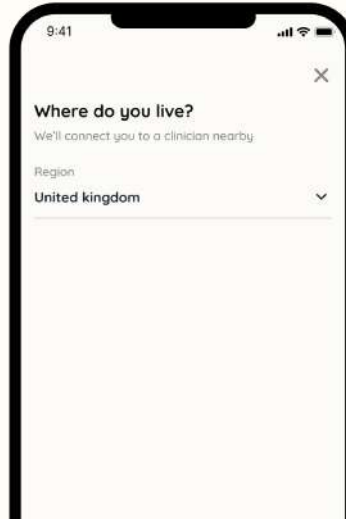 9:41
Where do you live?
We'll connect you to a clinician nearby
Region
United kingdom